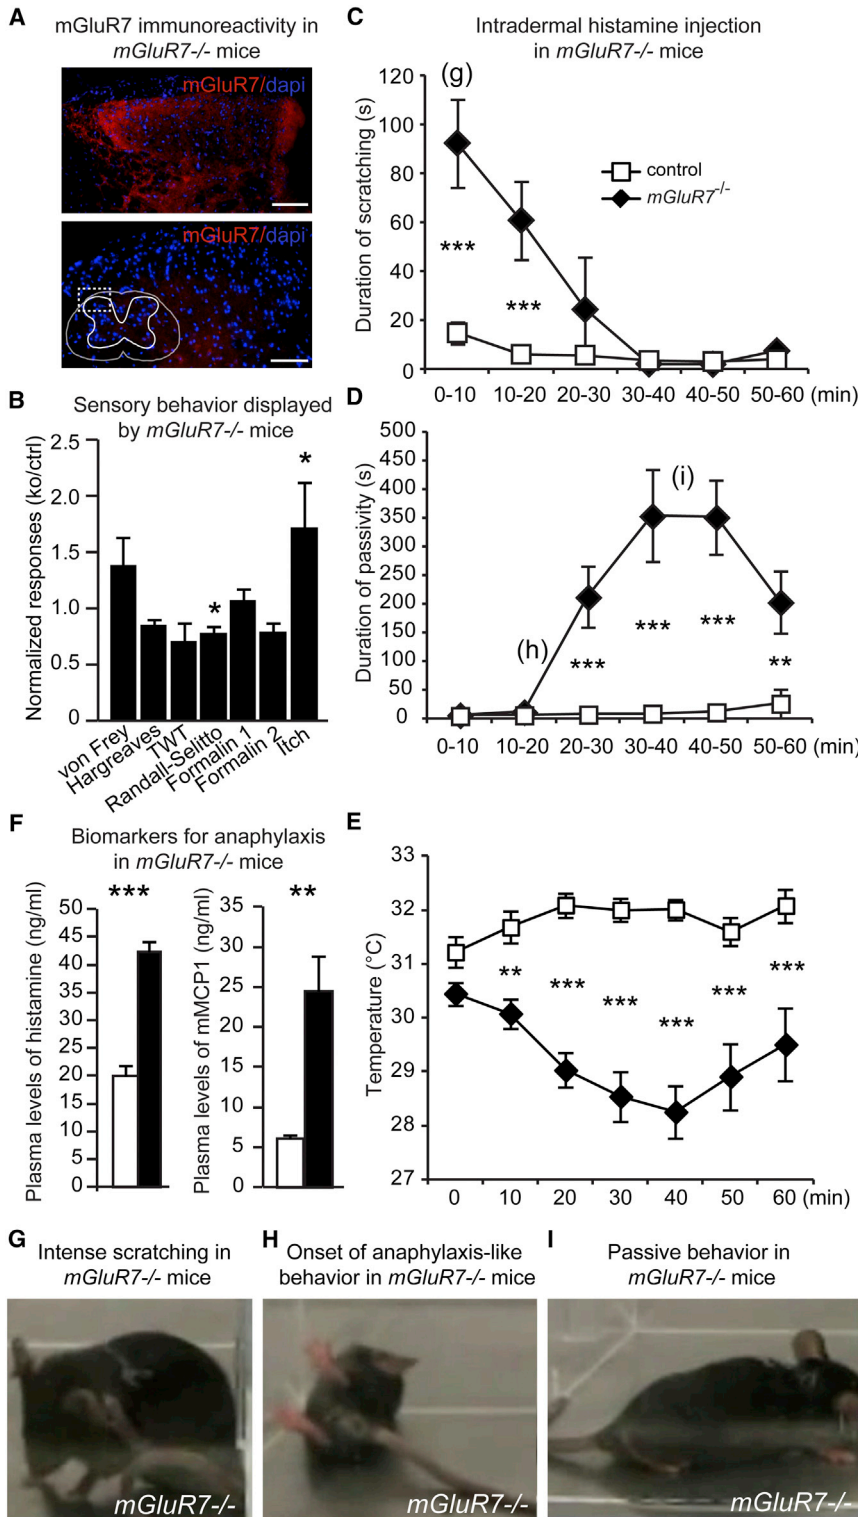 A
mGluR7 immunoreactivity in
mGluR7-/- mice
mGluR7/dapi
mGluR7/dapi
B
Sensory behavior displayed
by mGluR7-/- mice
Normalized responses (ko/ctrl)
2.5
2.0
1.5
1.0
0.5
0
*
*
von Frey
Hargreaves
TWT
Randall-Selitto
Formalin 1
Formalin 2
Itch
C
Intradermal histamine injection
in mGluR7-/- mice
Duration of scratching (s)
120
100
80
60
40
20
0
(g)
***
***
control
mGluR7-/-
0-10 10-20 20-30 30-40 40-50 50-60 (min)
D
Duration of passivity (s)
500
450
400
350
300
250
200
150
100
50
0
(h)
(i)
***
***
***
**
0-10 10-20 20-30 30-40 40-50 50-60 (min)
F
Biomarkers for anaphylaxis
in mGluR7-/- mice
Plasma levels of histamine (ng/ml)
50
45
40
35
30
25
20
15
10
5
0
***
Plasma levels of mMCP1 (ng/ml)
35
30
25
20
15
10
5
0
**
E
Temperature (°C)
33
32
31
30
29
28
27
**
***
***
***
***
***
0 10 20 30 40 50 60 (min)
G
Intense scratching in
mGluR7-/- mice
mGluR7-/-
H
Onset of anaphylaxis-like
behavior in mGluR7-/- mice
mGluR7-/-
I
Passive behavior in
mGluR7-/- mice
mGluR7-/-